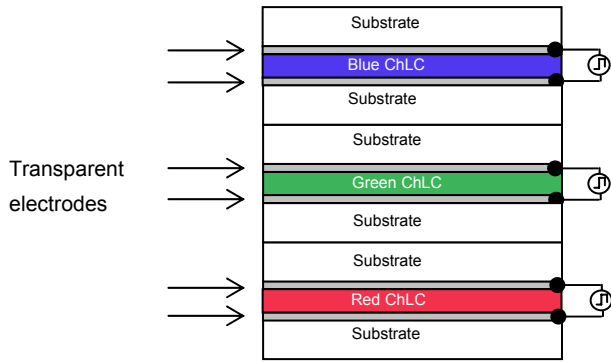 Substrate
Blue ChLC
Substrate
Substrate
Transparent
electrodes
Green ChLC
Substrate
Substrate
Red ChLC
Substrate